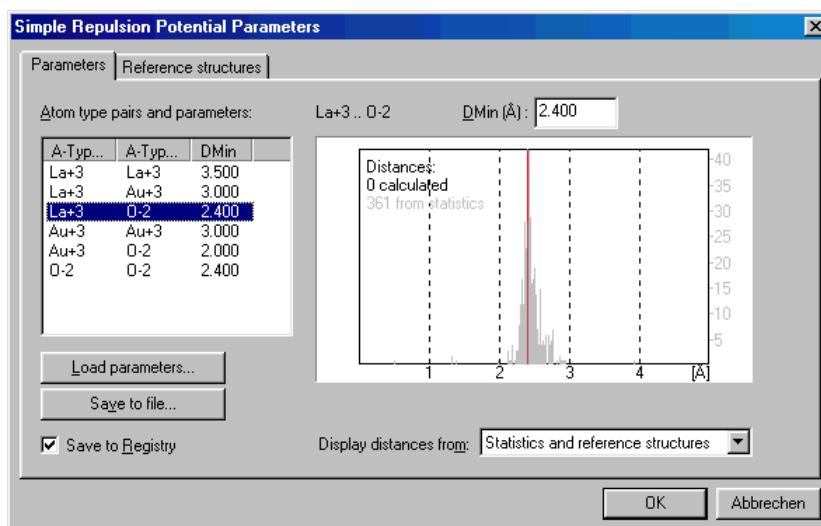 Simple Repulsion Potential Parameters
Parameters Reference structures
Atom type pairs and parameters: La+3 .. O-2 DMin (Å) : 2.400
A-Typ... A-Typ... DMin
La+3 La+3 3.500
La+3 Au+3 3.000
La+3 O-2 2.400
Au+3 Au+3 3.000
Au+3 O-2 2.000
O-2 O-2 2.400
Distances:
0 calculated
361 from statistics
40
35
30
25
20
15
10
5
1 2 3 4 [Å]
Load parameters...
Save to file...
Save to Registry
Display distances from: Statistics and reference structures
OK Abbrechen